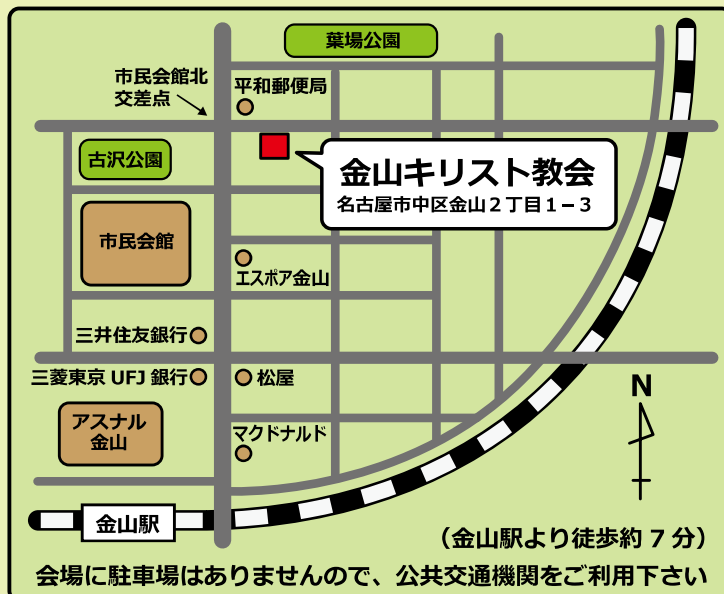 葉場公園
市民会館北
交差点
平和郵便局
古沢公園
金山キリスト教会
名古屋市中区金山２丁目１−３
市民会館
エスポア金山
三井住友銀行
三菱東京 UFJ 銀行
松屋
アスナル
金山
マクドナルド
N
金山駅
（金山駅より徒歩約 7 分）
会場に駐車場はありませんので、公共交通機関をご利用下さい